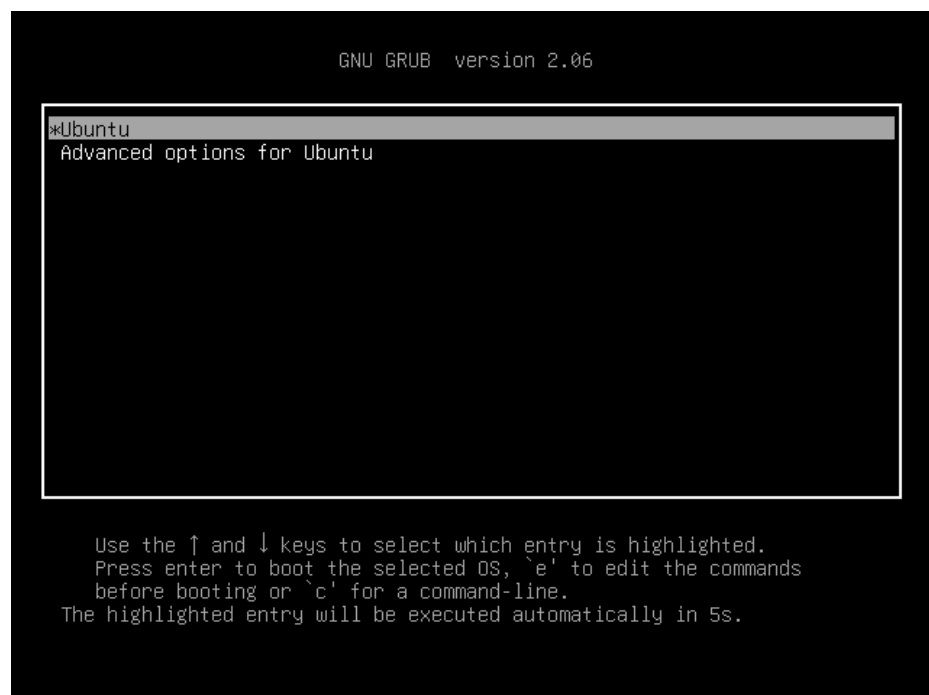 GNU GRUB  version 2.06
*Ubuntu
Advanced options for Ubuntu
Use the ↑ and ↓ keys to select which entry is highlighted.
Press enter to boot the selected OS, `e' to edit the commands
before booting or `c' for a command-line.
The highlighted entry will be executed automatically in 5s.